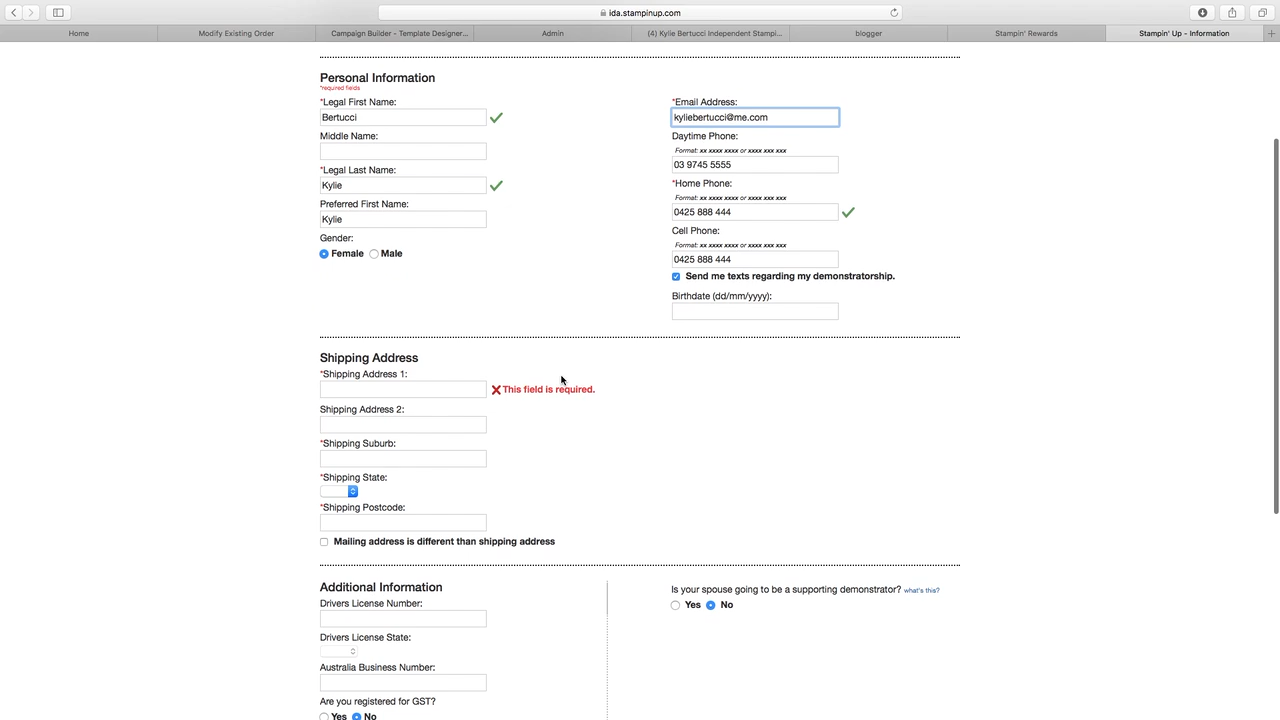 ida.stampinup.com
Home
Modify Existing Order
Campaign Builder - Template Designer...
Admin
(4) Kylie Bertucci Independent Stampi...
blogger
Stampin' Rewards
Stampin' Up - Information
Personal Information
*required fields
*Legal First Name:
Bertucci
Middle Name:
*Legal Last Name:
Kylie
Preferred First Name:
Kylie
Gender:
Female Male
*Email Address:
kyliebertucci@me.com
Daytime Phone:
Format: xx xxxx xxxx or xxxx xxx xxx
03 9745 5555
*Home Phone:
Format: xx xxxx xxxx or xxxx xxx xxx
0425 888 444
Cell Phone:
Format: xx xxxx xxxx or xxxx xxx xxx
0425 888 444
Send me texts regarding my demonstratorship.
Birthdate (dd/mm/yyyy):
Shipping Address
*Shipping Address 1:
This field is required.
Shipping Address 2:
*Shipping Suburb:
*Shipping State:
*Shipping Postcode:
Mailing address is different than shipping address
Additional Information
Drivers License Number:
Drivers License State:
Australia Business Number:
Are you registered for GST?
Yes No
Is your spouse going to be a supporting demonstrator? what's this?
Yes No